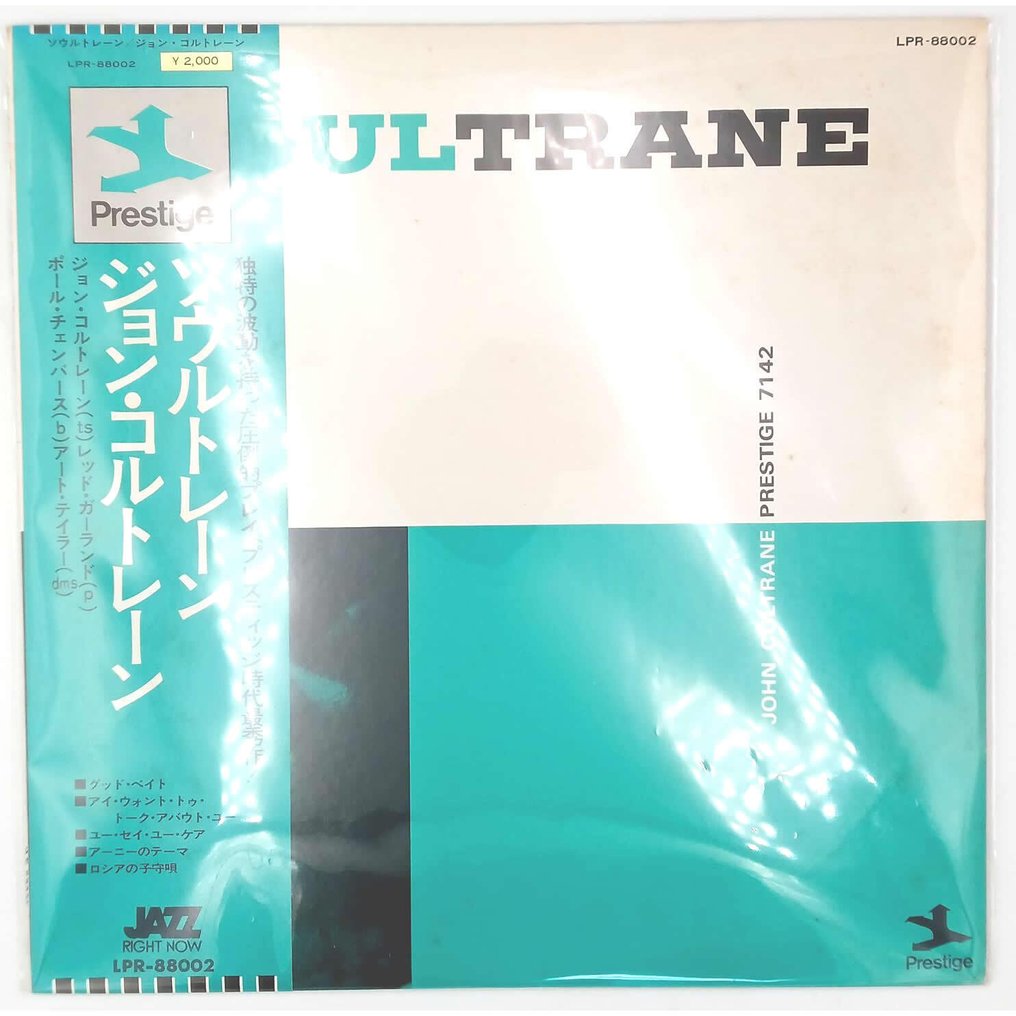 ソウルトレーン／ジョン・コルトレーン
LPR-88002
¥ 2,000
Prestige
独特の波動を持った圧倒的プレイ，プレスティッジ時代最
ソウルトレーン
ジョン・コルトレーン
ジョン・コルトレーン(ts)レッド・ガーランド(p)
ポール・チェンバース(b)アート・テイラー(dms)
■グッド・ベイト
■アイ・ウォント・トゥ・
トーク・アバウト・ユー
■ユー・セイ・ユー・ケア
■アーニーのテーマ
■ロシアの子守唄
JAZZ
RIGHT NOW
LPR-88002
LPR-88002
ULTRANE
JOHN COLTRANE PRESTIGE 7142
Prestige